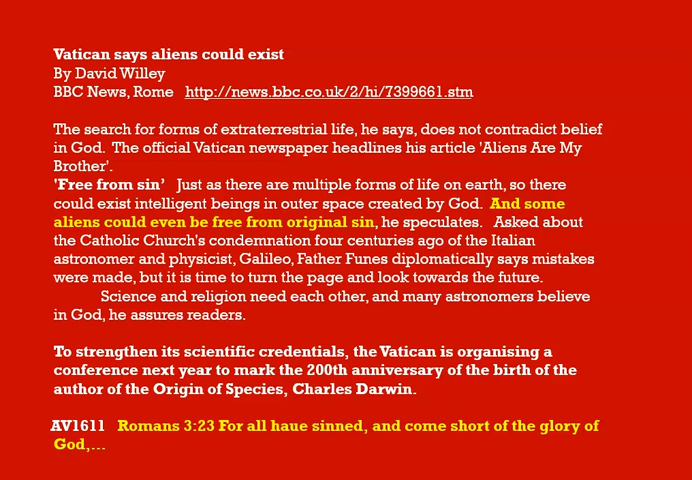 Vatican says aliens could exist
By David Willey
BBC News, Rome http://news.bbc.co.uk/2/hi/7399661.stm
The search for forms of extraterrestrial life, he says, does not contradict belief
in God. The official Vatican newspaper headlines his article 'Aliens Are My
Brother'.
'Free from sin' Just as there are multiple forms of life on earth, so there
could exist intelligent beings in outer space created by God. And some
aliens could even be free from original sin, he speculates. Asked about
the Catholic Church's condemnation four centuries ago of the Italian
astronomer and physicist, Galileo, Father Funes diplomatically says mistakes
were made, but it is time to turn the page and look towards the future.
Science and religion need each other, and many astronomers believe
in God, he assures readers.
To strengthen its scientific credentials, the Vatican is organising a
conference next year to mark the 200th anniversary of the birth of the
author of the Origin of Species, Charles Darwin.
AV1611 Romans 3:23 For all haue sinned, and come short of the glory of
God,...